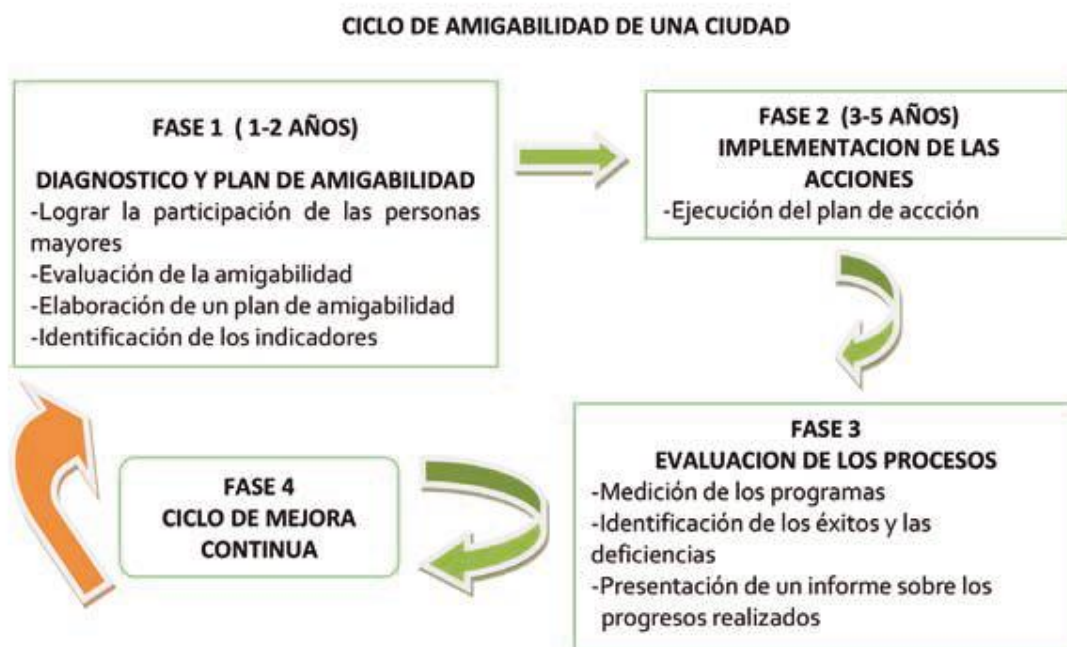 CICLO DE AMIGABILIDAD DE UNA CIUDAD
FASE 1 ( 1-2 AÑOS)
DIAGNOSTICO Y PLAN DE AMIGABILIDAD
-Lograr la participación de las personas
mayores
-Evaluación de la amigabilidad
-Elaboración de un plan de amigabilidad
-Identificación de los indicadores
FASE 2 (3-5 AÑOS)
IMPLEMENTACION DE LAS
ACCIONES
-Ejecución del plan de accción
FASE 3
EVALUACION DE LOS PROCESOS
-Medición de los programas
-Identificación de los éxitos y las
deficiencias
-Presentación de un informe sobre los
progresos realizados
FASE 4
CICLO DE MEJORA
CONTINUA